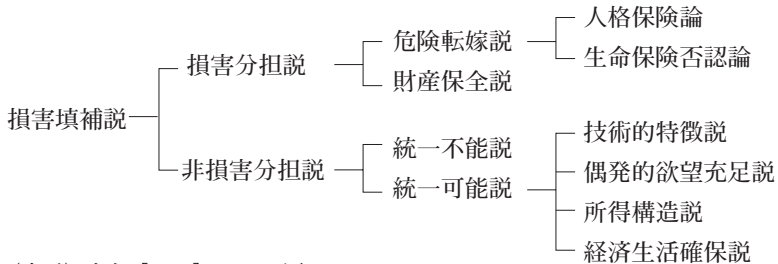 損害填補説
損害分担説
危険転嫁説
人格保険論
生命保険否認論
財産保全説
非損害分担説
統一不能説
統一可能説
技術的特徴説
偶発的欲望充足説
所得構造説
経済生活確保説